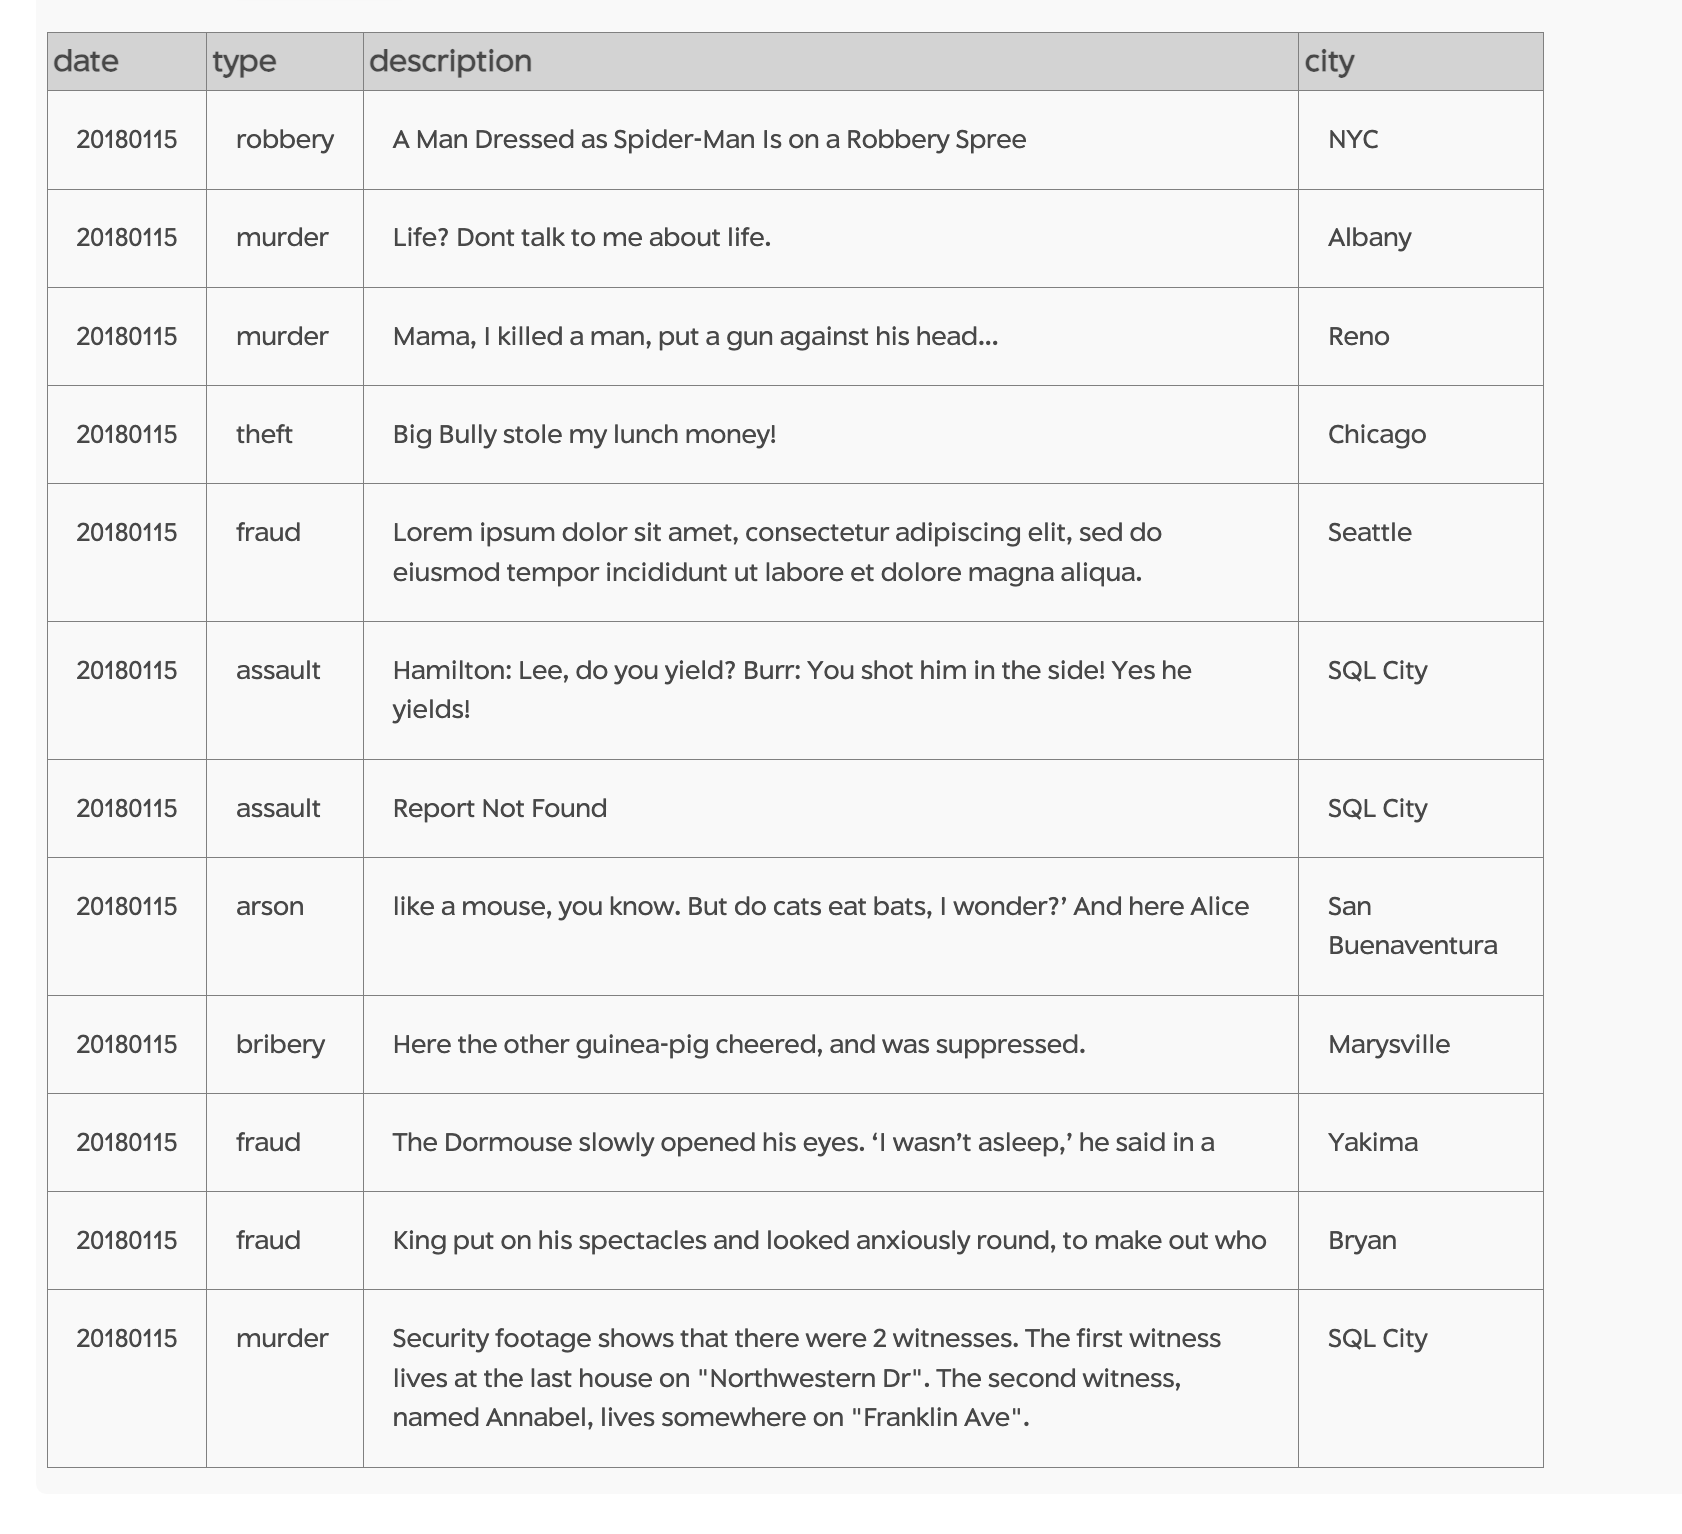 date type description city
20180115 robbery A Man Dressed as Spider-Man Is on a Robbery Spree NYC
20180115 murder Life? Dont talk to me about life. Albany
20180115 murder Mama, I killed a man, put a gun against his head... Reno
20180115 theft Big Bully stole my lunch money! Chicago
20180115 fraud Lorem ipsum dolor sit amet, consectetur adipiscing elit, sed do Seattle
eiusmod tempor incididunt ut labore et dolore magna aliqua.
20180115 assault Hamilton: Lee, do you yield? Burr: You shot him in the side! Yes he SQL City
yields!
20180115 assault Report Not Found SQL City
20180115 arson like a mouse, you know. But do cats eat bats, I wonder?’ And here Alice San
Buenaventura
20180115 bribery Here the other guinea-pig cheered, and was suppressed. Marysville
20180115 fraud The Dormouse slowly opened his eyes. ‘I wasn’t asleep,’ he said in a Yakima
20180115 fraud King put on his spectacles and looked anxiously round, to make out who Bryan
20180115 murder Security footage shows that there were 2 witnesses. The first witness SQL City
lives at the last house on "Northwestern Dr". The second witness,
named Annabel, lives somewhere on "Franklin Ave".